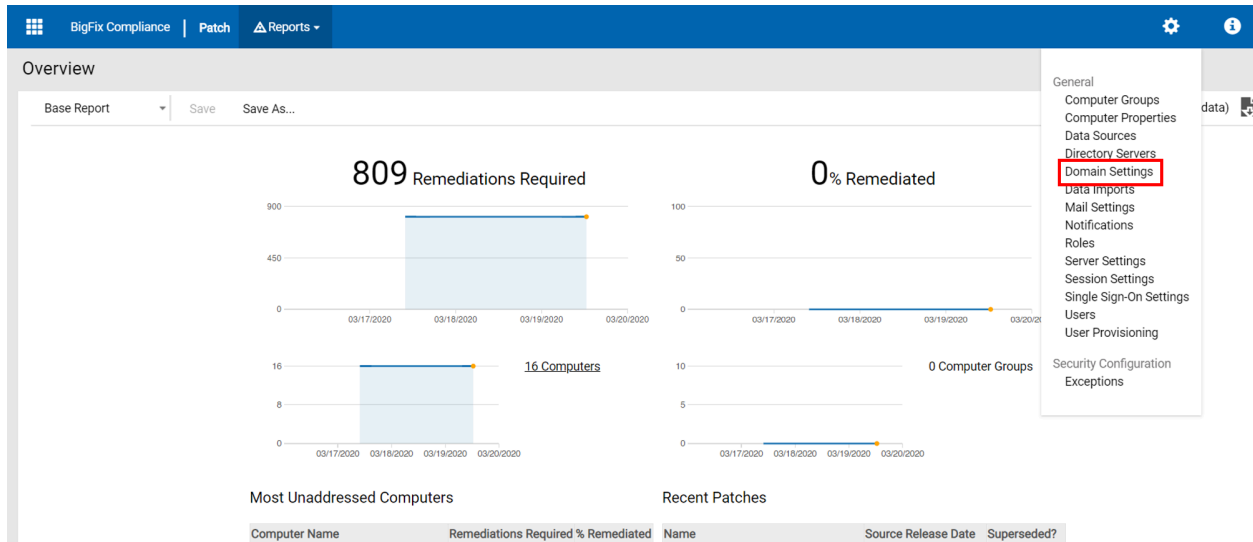 BigFix Compliance | Patch Reports
Overview
Base Report Save Save As... data)
General
Computer Groups
Computer Properties
Data Sources
Directory Servers
Domain Settings
Data Imports
Mail Settings
Notifications
Roles
Server Settings
Session Settings
Single Sign-On Settings
Users
User Provisioning
Security Configuration
Exceptions
809 Remediations Required
900
450
0
03/17/2020 03/18/2020 03/19/2020 03/20/2020
0% Remediated
100
50
0
03/17/2020 03/18/2020 03/19/2020 03/20/20
16 Computers
16
8
0
03/17/2020 03/18/2020 03/19/2020 03/20/2020
0 Computer Groups
10
5
0
03/17/2020 03/18/2020 03/19/2020 03/20/2020
Most Unaddressed Computers
Computer Name Remediations Required % Remediated
Recent Patches
Name Source Release Date Superseded?